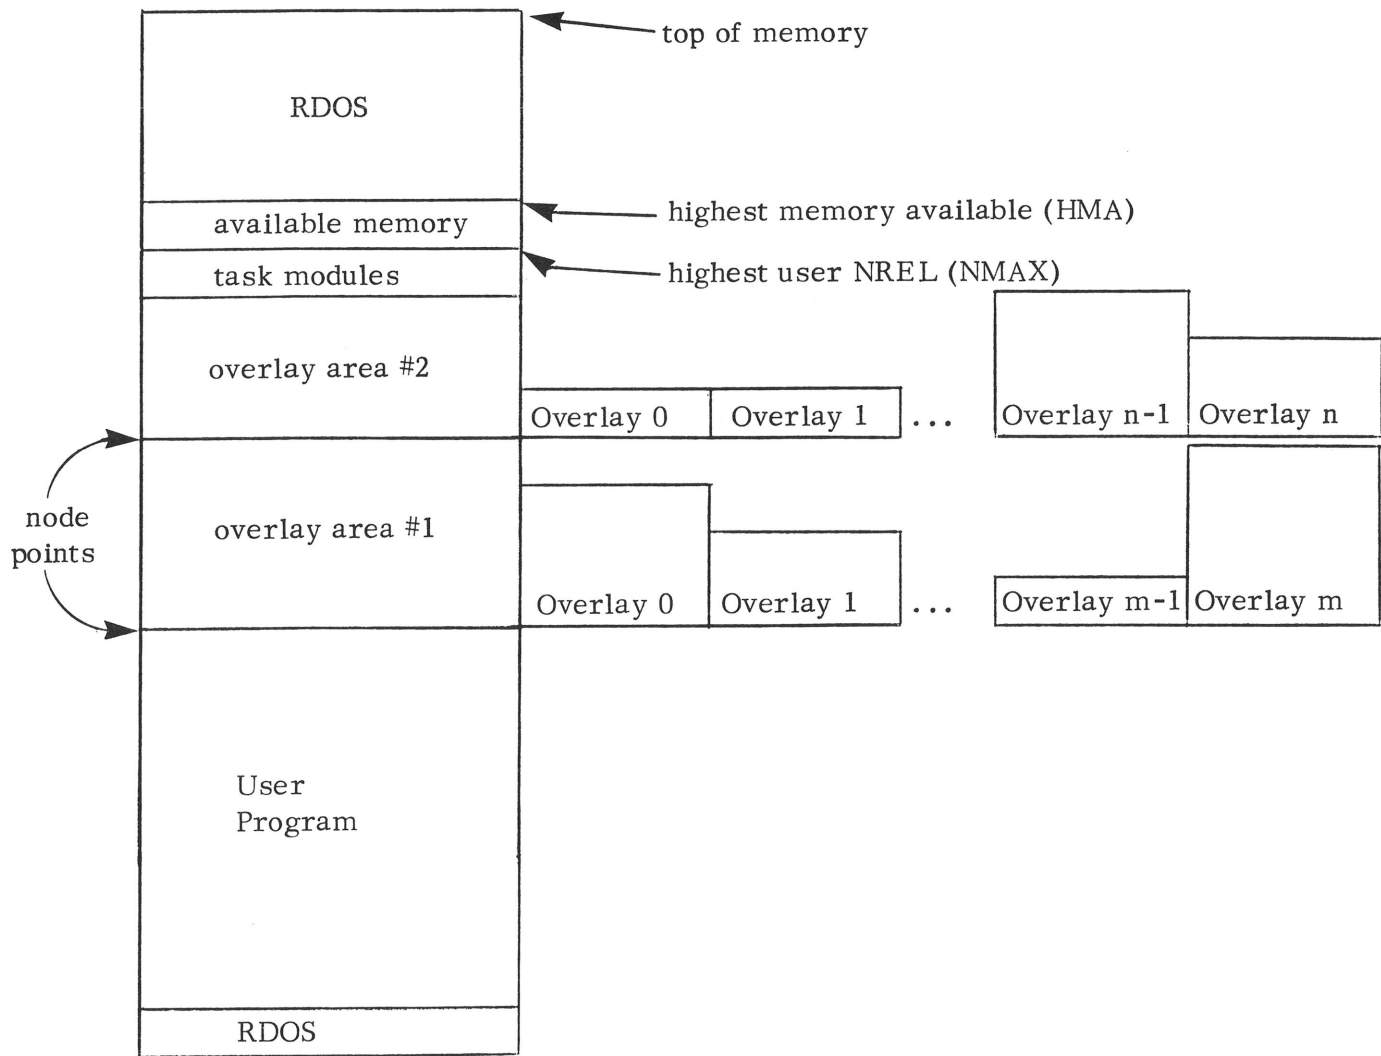 top of memory
RDOS
highest memory available (HMA)
available memory
highest user NREL (NMAX)
task modules
overlay area #2
Overlay 0
Overlay 1
...
Overlay n-1
Overlay n
node
points
overlay area #1
Overlay 0
Overlay 1
...
Overlay m-1
Overlay m
User
Program
RDOS